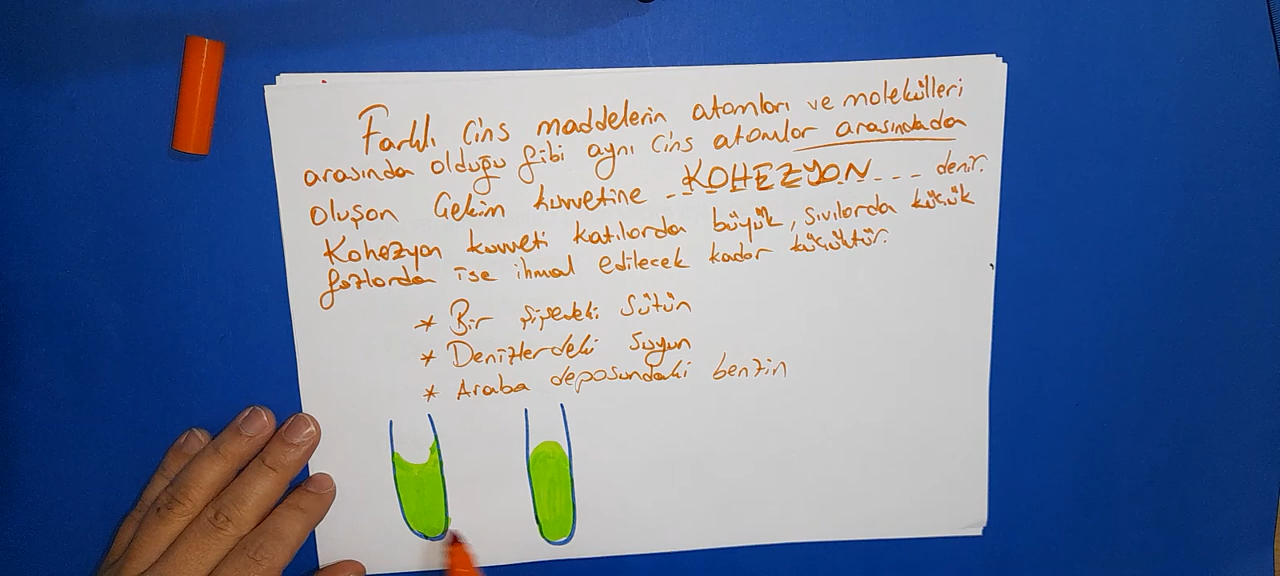 Farklı cins maddelerin atomları ve molekülleri
arasında olduğu gibi aynı cins atomlar arasındada
oluşan çekim kuvvetine _ KOHEZYON _ _ _ denir.
Kohezyon kuvveti katılarda büyük, sıvılarda küçük
gazlarda ise ihmal edilecek kadar küçüktür.
* Bir şişedeki sütün
* Denizlerdeki suyun
* Araba deposundaki benzin